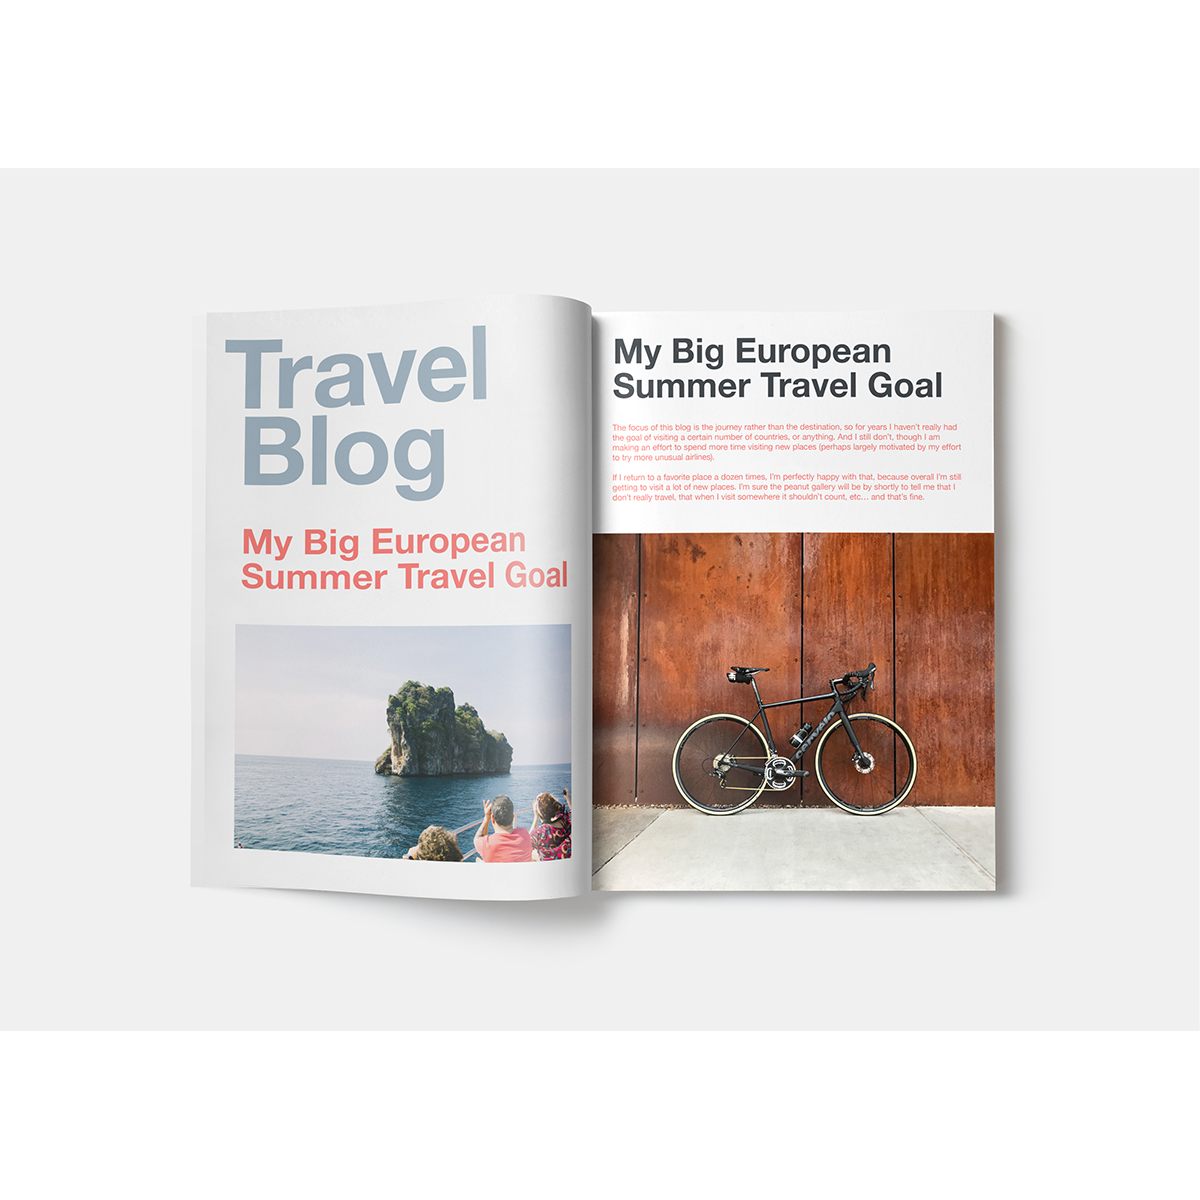 Travel
Blog
My Big European
Summer Travel Goal
My Big European
Summer Travel Goal
The focus of this blog is the journey rather than the destination, so for years I haven't really had
the goal of visiting a certain number of countries, or anything. And I still don't, though I am
making an effort to spend more time visiting new places (perhaps largely motivated by my effort
to try more unusual airlines).
If I return to a favorite place a dozen times, I'm perfectly happy with that, because overall I'm still
getting to visit a lot of new places. I'm sure the peanut gallery will be by shortly to tell me that I
don't really travel, that when I visit somewhere it shouldn't count, etc... and that's fine.
cervélo